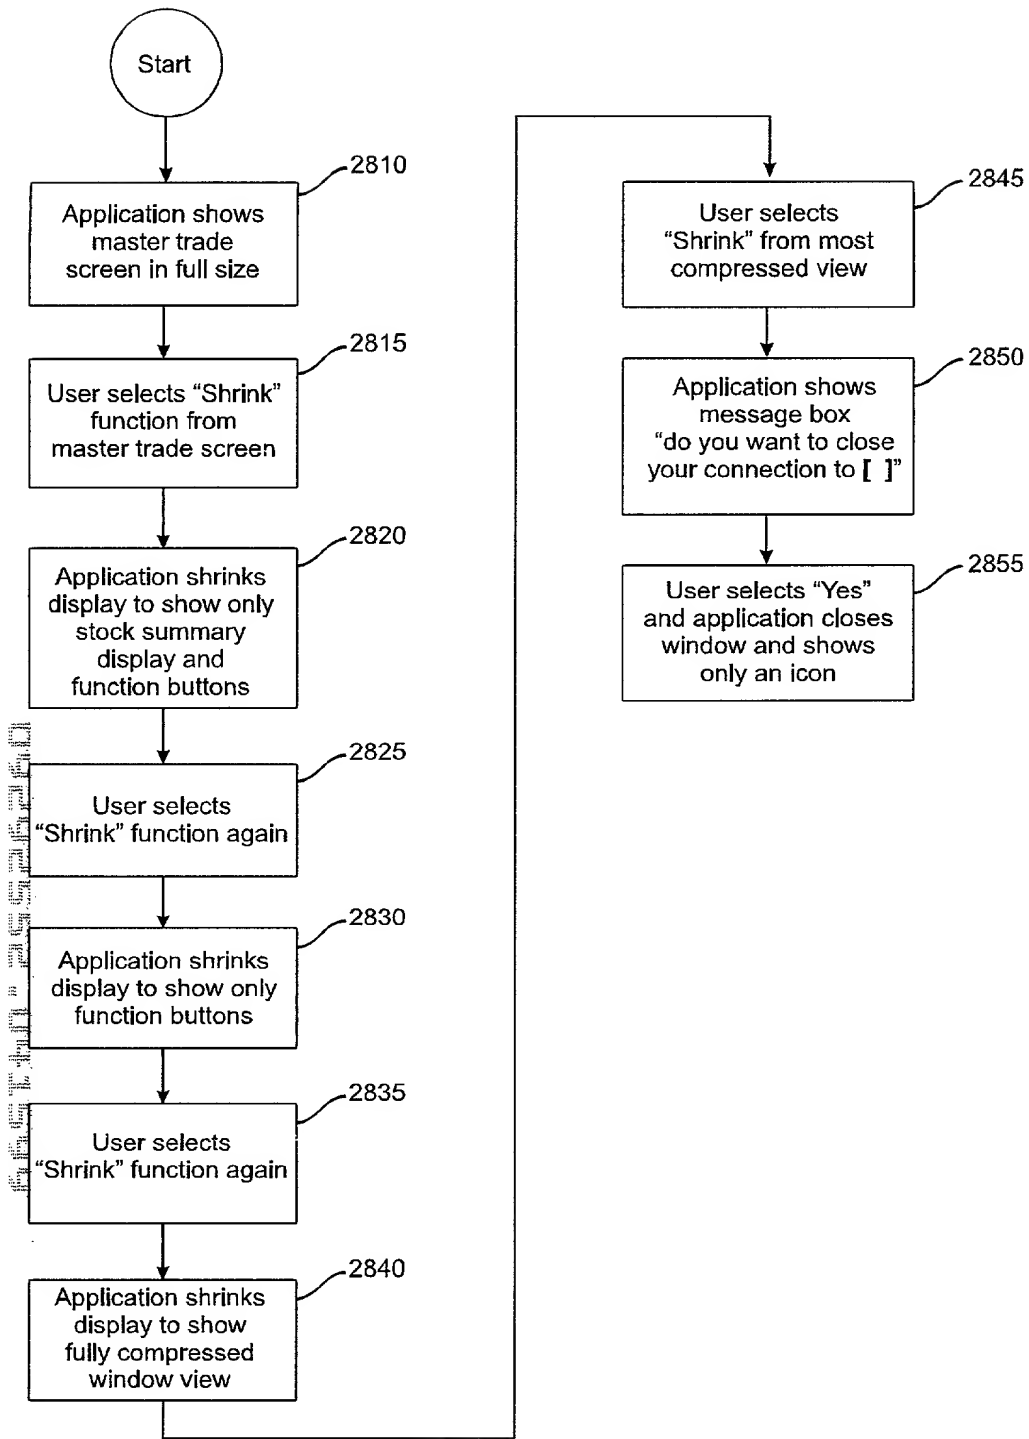 Start
2810
Application shows
master trade
screen in full size
2815
User selects “Shrink”
function from
master trade screen
2820
Application shrinks
display to show only
stock summary
display and
function buttons
2825
User selects
“Shrink” function again
2830
Application shrinks
display to show only
function buttons
2835
User selects
“Shrink” function again
2840
Application shrinks
display to show
fully compressed
window view
2845
User selects
“Shrink” from most
compressed view
2850
Application shows
message box
“do you want to close
your connection to [ ]”
2855
User selects “Yes”
and application closes
window and shows
only an icon